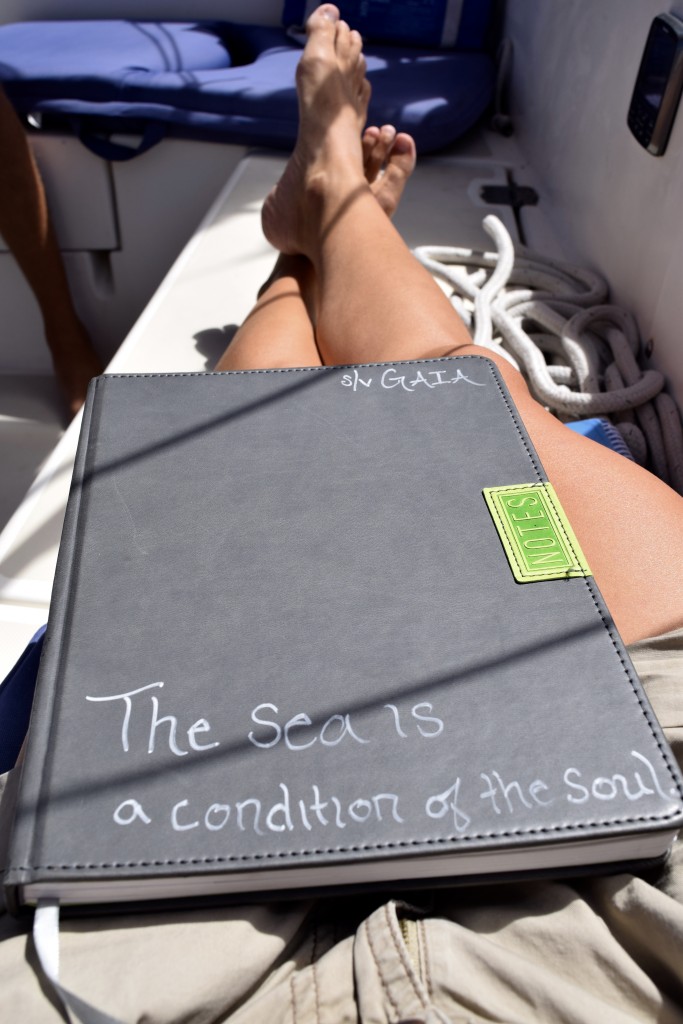 s/v GAIA
NOTES
The Sea is
a condition of the Soul.